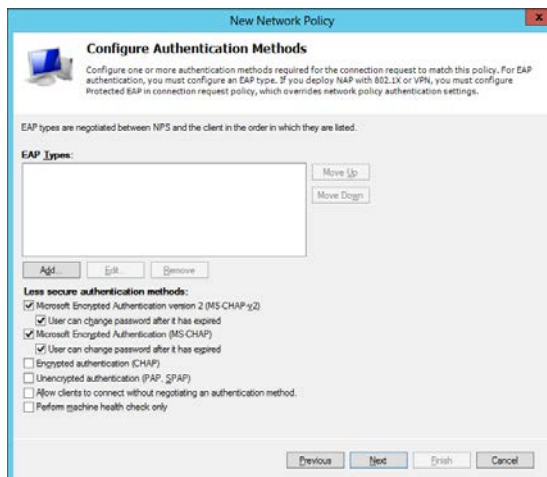 New Network Policy
x
Configure Authentication Methods
Configure one or more authentication methods required for the connection request to match this policy. For EAP
authentication, you must configure an EAP type. If you deploy NAP with 802.1X or VPN, you must configure
Protected EAP in connection request policy, which overrides network policy authentication settings.
EAP types are negotiated between NPS and the client in the order in which they are listed.
EAP Types:
Move Up
Move Down
Add... Edit... Remove
Less secure authentication methods:
Microsoft Encrypted Authentication version 2 (MS-CHAP-v2)
User can change password after it has expired
Microsoft Encrypted Authentication (MS-CHAP)
User can change password after it has expired
Encrypted authentication (CHAP)
Unencrypted authentication (PAP, SPAP)
Allow clients to connect without negotiating an authentication method.
Perform machine health check only
Previous Next Finish Cancel